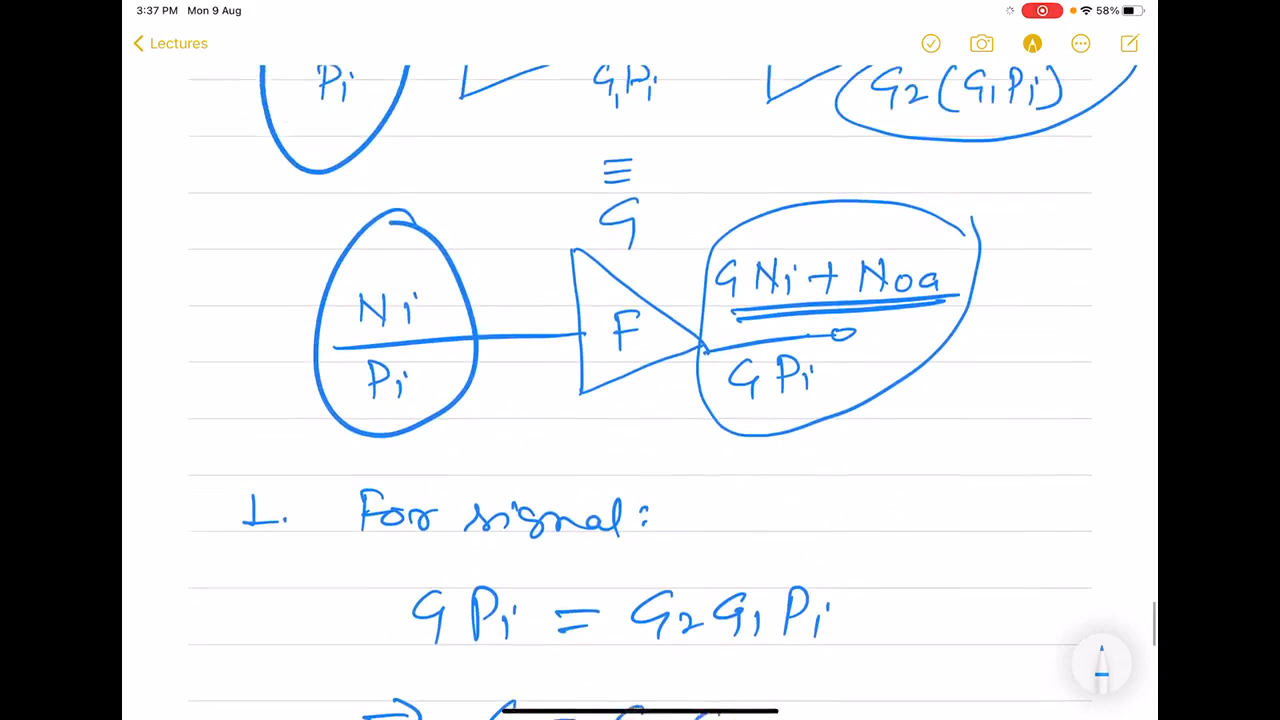 3:37 PM Mon 9 Aug 58%
Lectures
Pi G1Pi G2(G1Pi)
≡
G
Ni GNi + Noa
F
Pi GPi
1. For signal:
GPi = G2G1Pi
⇒ G =